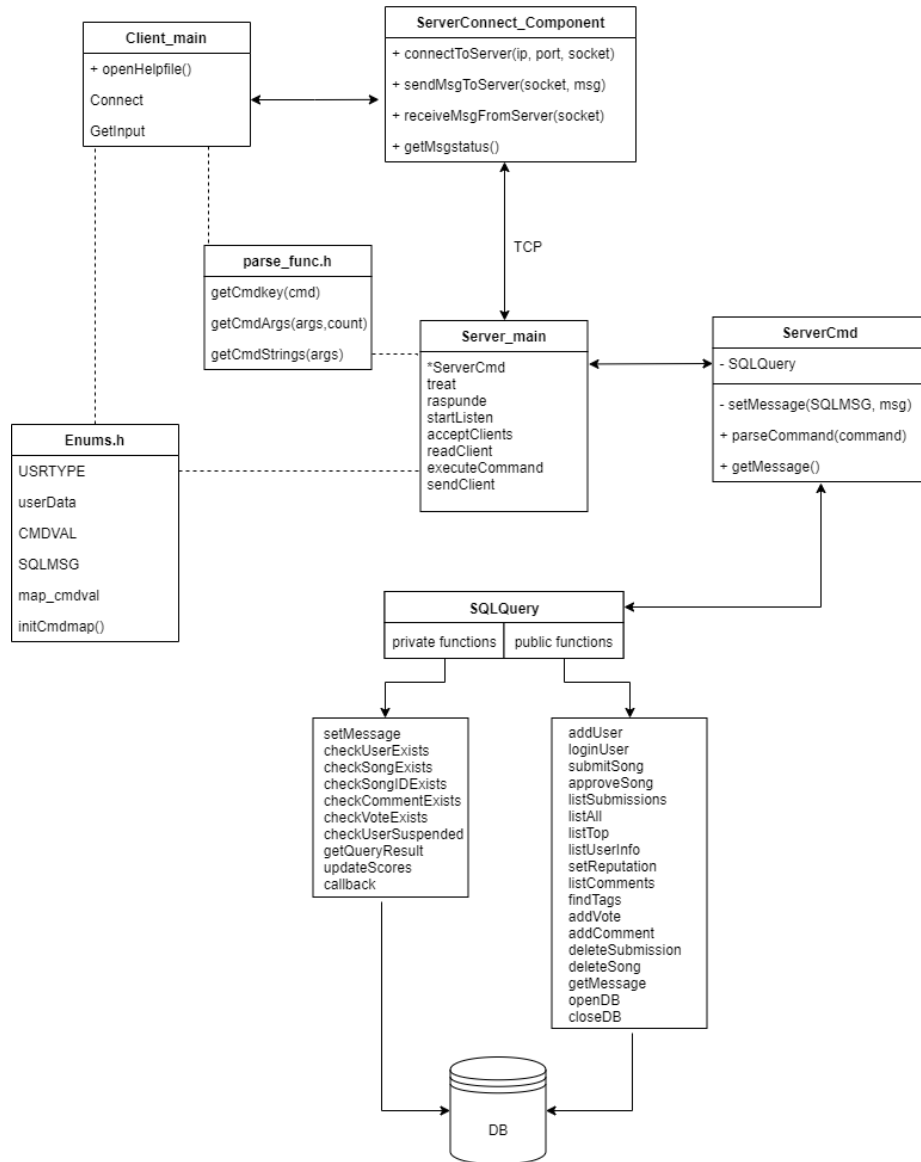 Client_main
+ openHelpfile()
Connect
GetInput
ServerConnect_Component
+ connectToServer(ip, port, socket)
+ sendMsgToServer(socket, msg)
+ receiveMsgFromServer(socket)
+ getMsgstatus()
TCP
parse_func.h
getCmdkey(cmd)
getCmdArgs(args,count)
getCmdStrings(args)
Server_main
*ServerCmd
treat
raspunde
startListen
acceptClients
readClient
executeCommand
sendClient
ServerCmd
- SQLQuery
- setMessage(SQLMSG, msg)
+ parseCommand(command)
+ getMessage()
Enums.h
USRTYPE
userData
CMDVAL
SQLMSG
map_cmdval
initCmdmap()
SQLQuery
private functions
public functions
setMessage
checkUserExists
checkSongExists
checkSongIDExists
checkCommentExists
checkVoteExists
checkUserSuspended
getQueryResult
updateScores
callback
addUser
loginUser
submitSong
approveSong
listSubmissions
listAll
listTop
listUserInfo
setReputation
listComments
findTags
addVote
addComment
deleteSubmission
deleteSong
getMessage
openDB
closeDB
DB